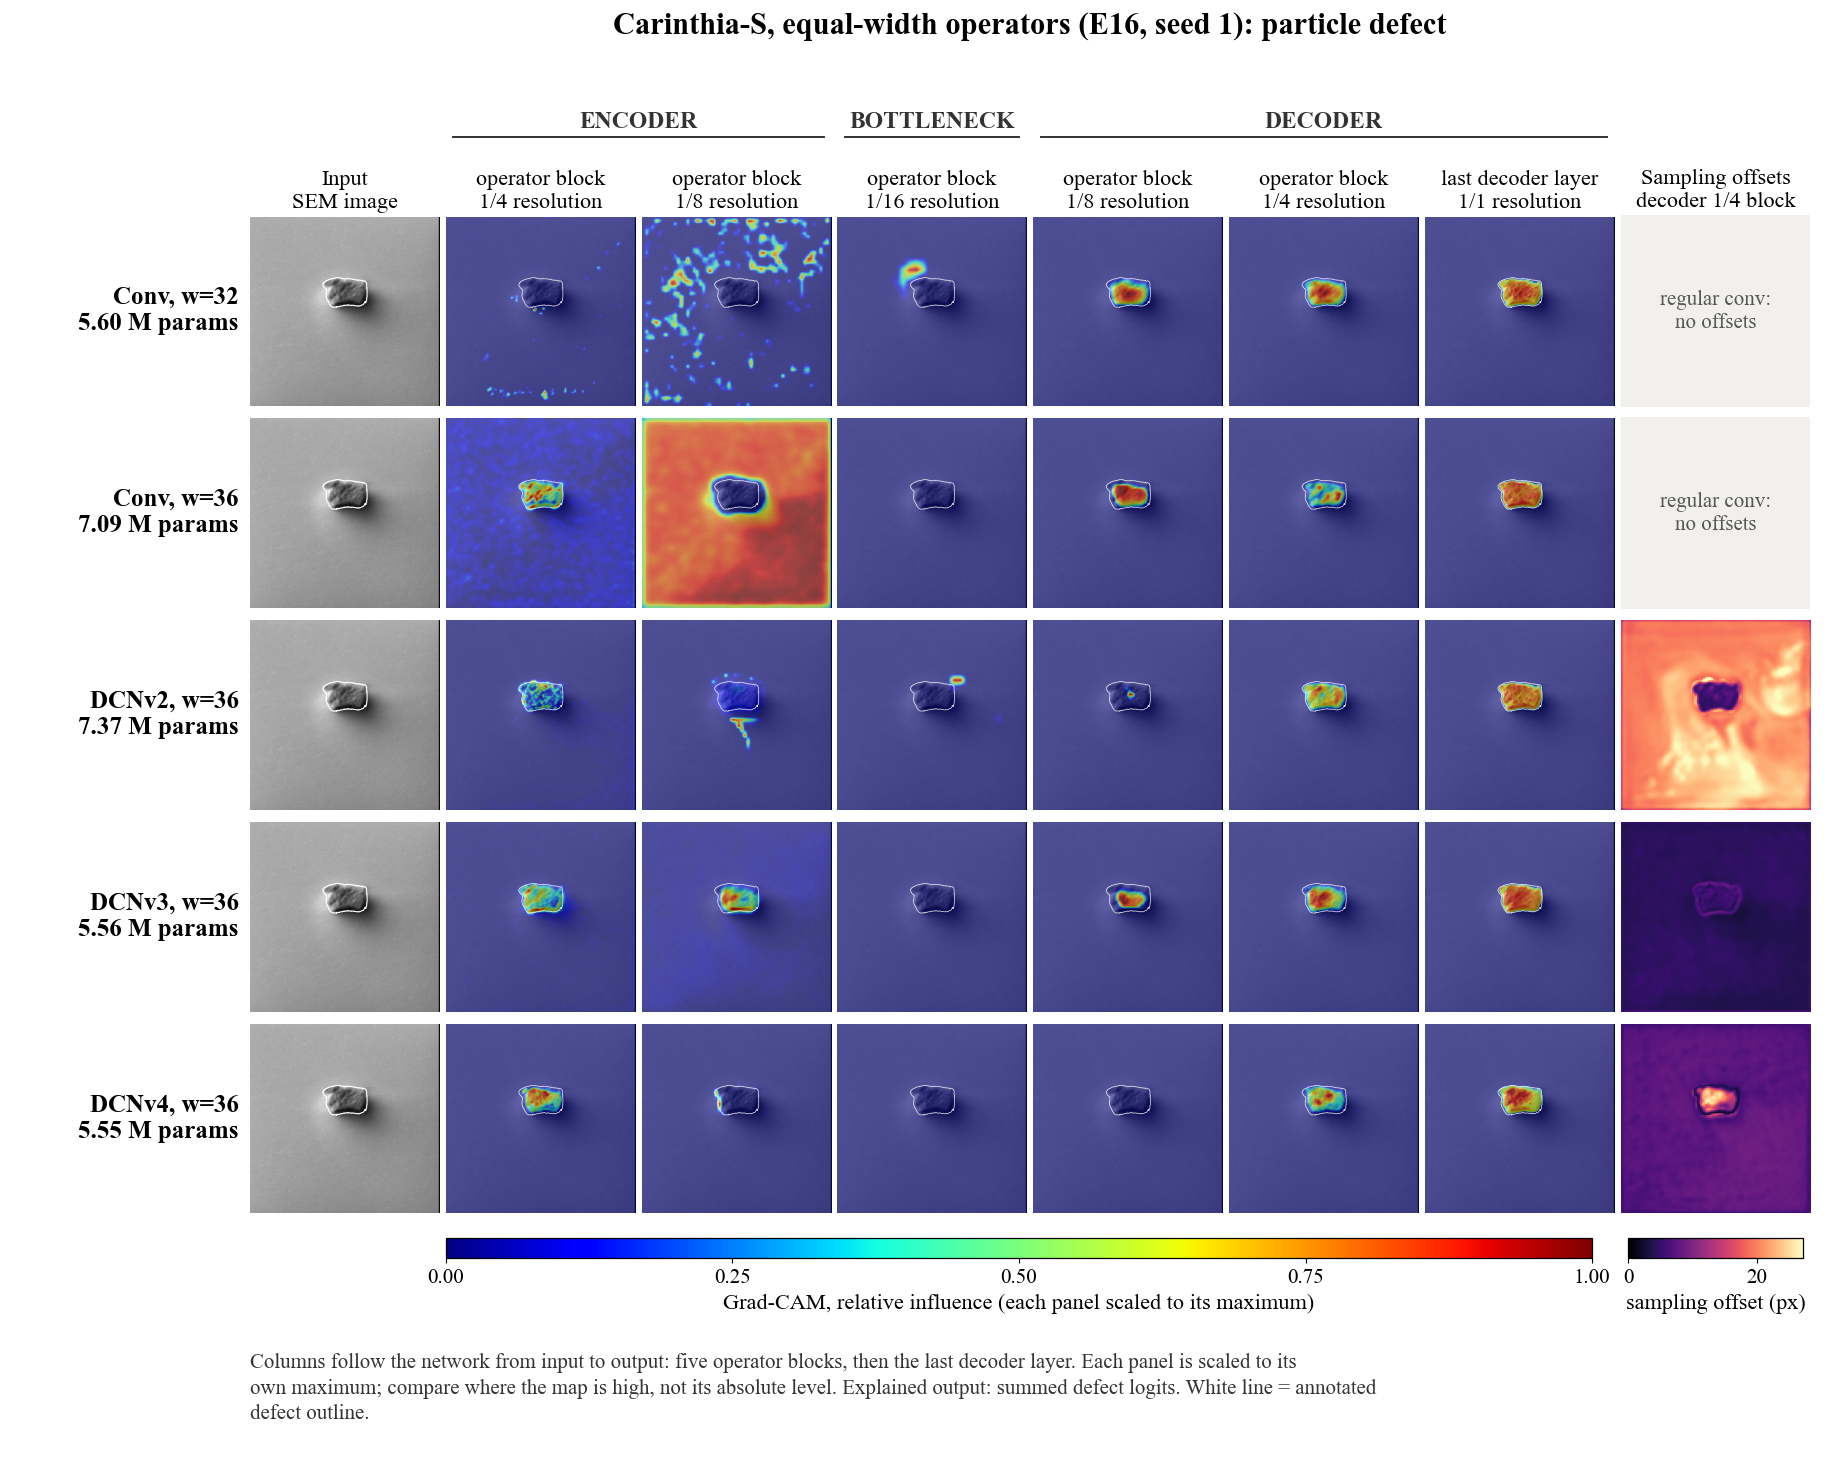 Carinthia-S, equal-width operators (E16, seed 1): particle defect
ENCODER
BOTTLENECK
DECODER
Input
SEM image
operator block
1/4 resolution
operator block
1/8 resolution
operator block
1/16 resolution
operator block
1/8 resolution
operator block
1/4 resolution
last decoder layer
1/1 resolution
Sampling offsets
decoder 1/4 block
Conv, w=32
5.60 M params
regular conv:
no offsets
Conv, w=36
7.09 M params
regular conv:
no offsets
DCNv2, w=36
7.37 M params
DCNv3, w=36
5.56 M params
DCNv4, w=36
5.55 M params
0.00 0.25 0.50 0.75 1.00
Grad-CAM, relative influence (each panel scaled to its maximum)
0 20
sampling offset (px)
Columns follow the network from input to output: five operator blocks, then the last decoder layer. Each panel is scaled to its
own maximum; compare where the map is high, not its absolute level. Explained output: summed defect logits. White line = annotated
defect outline.